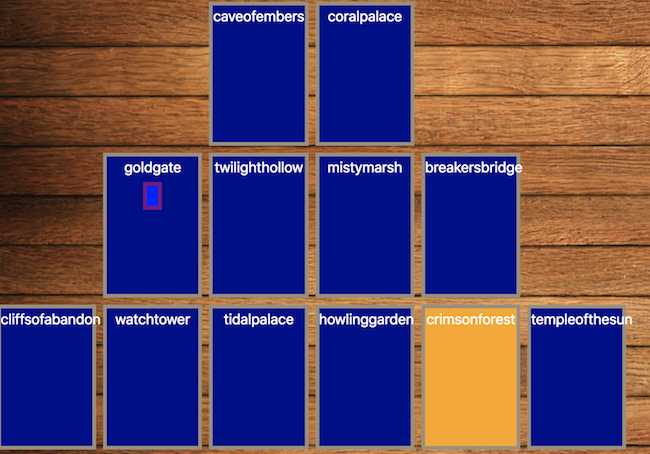 caveofembers
coralpalace
goldgate
twilighthollow
mistymarsh
breakersbridge
cliffsofabandon
watchtower
tidalpalace
howlinggarden
crimsonforest
templeofthesun